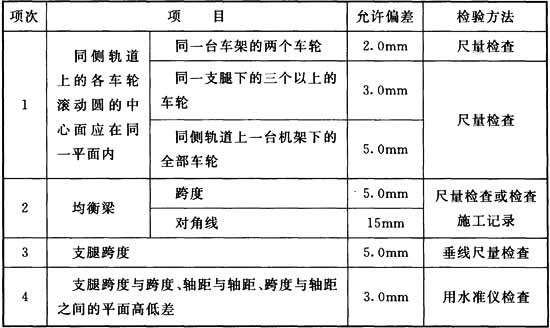 项次 项 目 允许偏差 检验方法
1
同侧轨道
上的各车轮
滚动圆的中
心面应在同
一平面内
同一台车架的两个车轮 2.0mm 尺量检查
同一支腿下的三个以上的
车轮
3.0mm
尺量检查
同侧轨道上一台机架下的
全部车轮
5.0mm
2 均衡梁
跨度 5.0mm
对角线 15mm
尺量检查或检查
施工记录
3 支腿跨度 5.0mm 垂线尺量检查
4
支腿跨度与跨度、轴距与轴距、跨度与轴距
之间的平面高低差
3.0mm 用水准仪检查